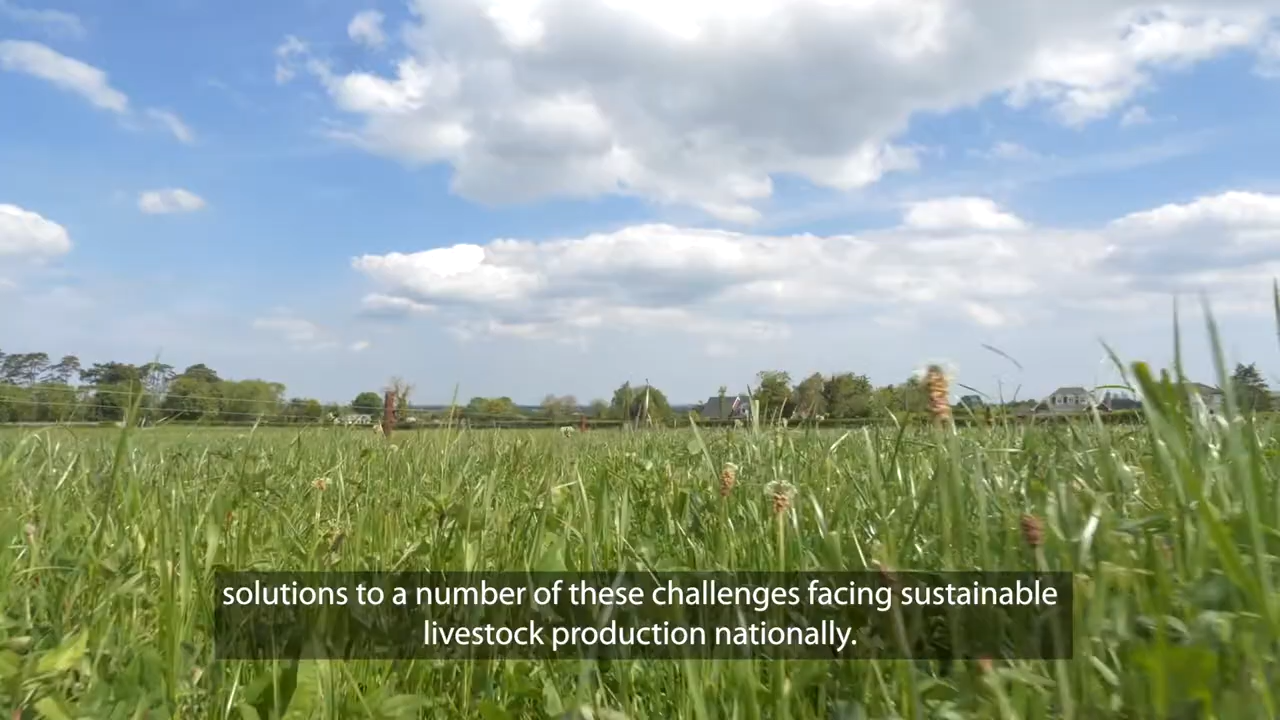 solutions to a number of these challenges facing sustainable
livestock production nationally.